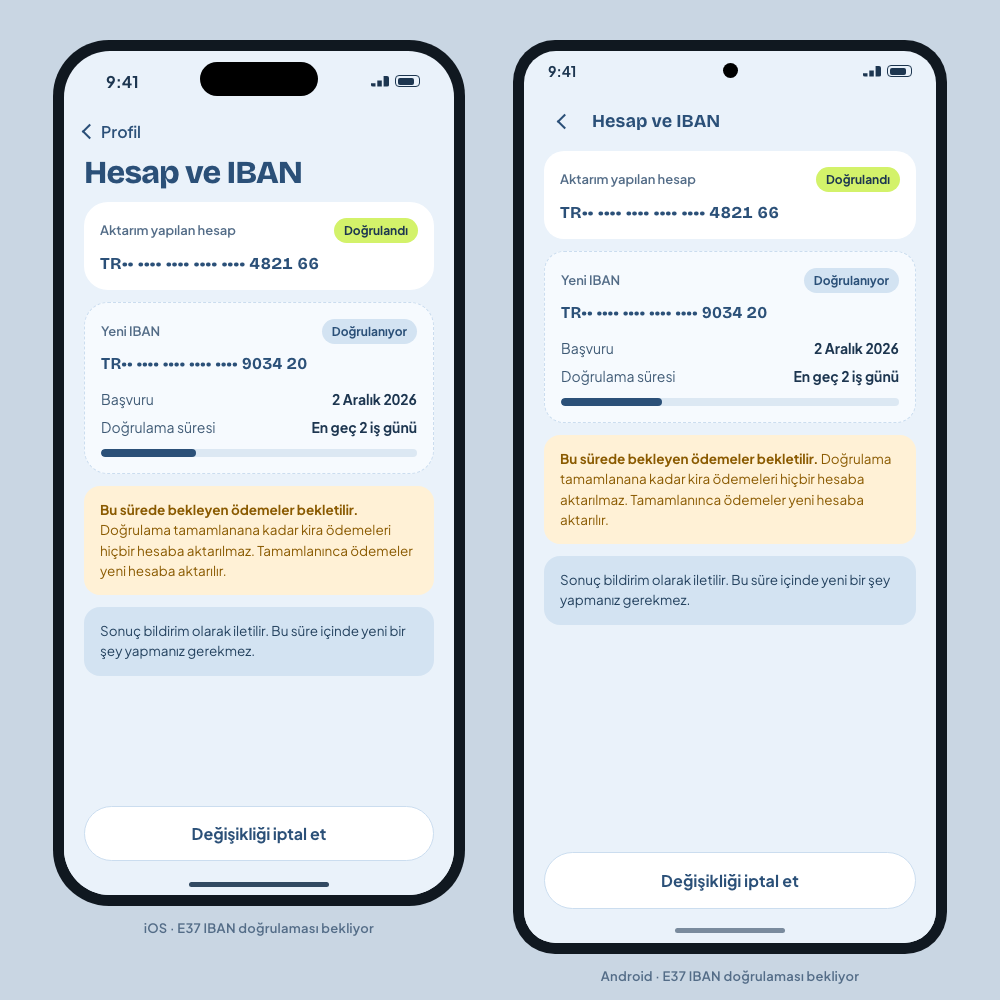 9:41
Profil
Hesap ve IBAN
Aktarım yapılan hesap
Doğrulandı
TR•• •••• •••• •••• •••• 4821 66
Yeni IBAN
Doğrulanıyor
TR•• •••• •••• •••• •••• 9034 20
Başvuru
2 Aralık 2026
Doğrulama süresi
En geç 2 iş günü
Bu sürede bekleyen ödemeler bekletilir.
Doğrulama tamamlanana kadar kira ödemeleri
hiçbir hesaba aktarılmaz. Tamamlanınca ödemeler
yeni hesaba aktarılır.
Sonuç bildirim olarak iletilir. Bu süre içinde yeni bir
şey yapmanız gerekmez.
Değişikliği iptal et
iOS · E37 IBAN doğrulaması bekliyor
9:41
Hesap ve IBAN
Aktarım yapılan hesap
Doğrulandı
TR•• •••• •••• •••• •••• 4821 66
Yeni IBAN
Doğrulanıyor
TR•• •••• •••• •••• •••• 9034 20
Başvuru
2 Aralık 2026
Doğrulama süresi
En geç 2 iş günü
Bu sürede bekleyen ödemeler bekletilir. Doğrulama
tamamlanana kadar kira ödemeleri hiçbir hesaba
aktarılmaz. Tamamlanınca ödemeler yeni hesaba
aktarılır.
Sonuç bildirim olarak iletilir. Bu süre içinde yeni bir şey
yapmanız gerekmez.
Değişikliği iptal et
Android · E37 IBAN doğrulaması bekliyor